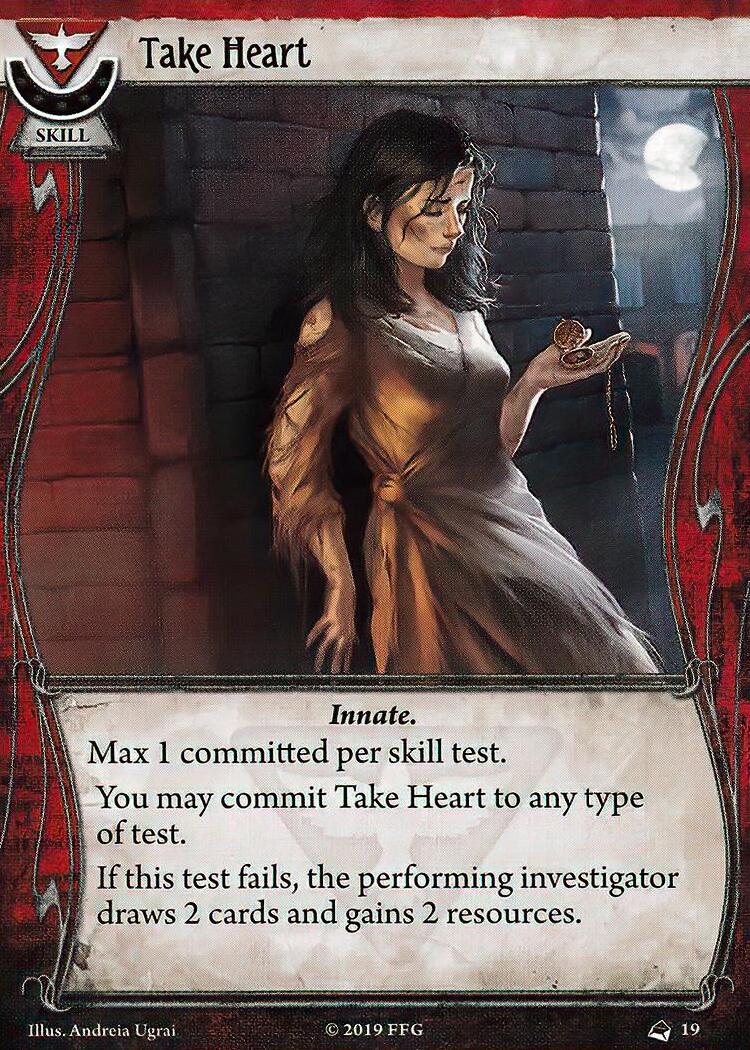 Take Heart
SKILL
Innate.
Max 1 committed per skill test.
You may commit Take Heart to any type
of test.
If this test fails, the performing investigator
draws 2 cards and gains 2 resources.
Illus. Andreia Ugrai
© 2019 FFG
19